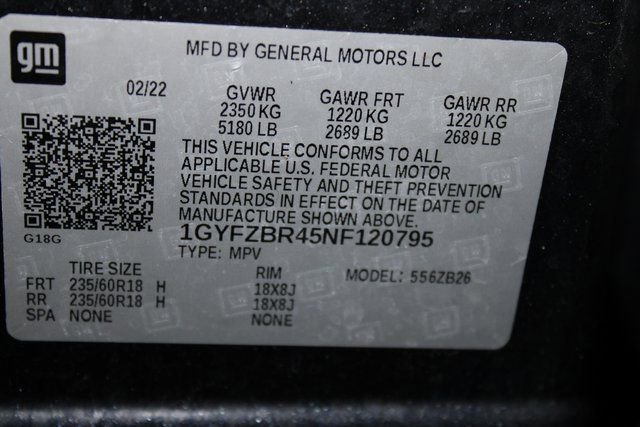 gm
MFD BY GENERAL MOTORS LLC
02/22 GVWR GAWR FRT GAWR RR
2350 KG 1220 KG 1220 KG
5180 LB 2689 LB 2689 LB
THIS VEHICLE CONFORMS TO ALL
APPLICABLE U.S. FEDERAL MOTOR
VEHICLE SAFETY AND THEFT PREVENTION
STANDARDS IN EFFECT ON THE DATE OF
MANUFACTURE SHOWN ABOVE.
G18G 1GYFZBR45NF120795
TYPE: MPV
TIRE SIZE RIM MODEL: 556ZB26
FRT 235/60R18 H 18X8J
RR 235/60R18 H 18X8J
SPA NONE NONE